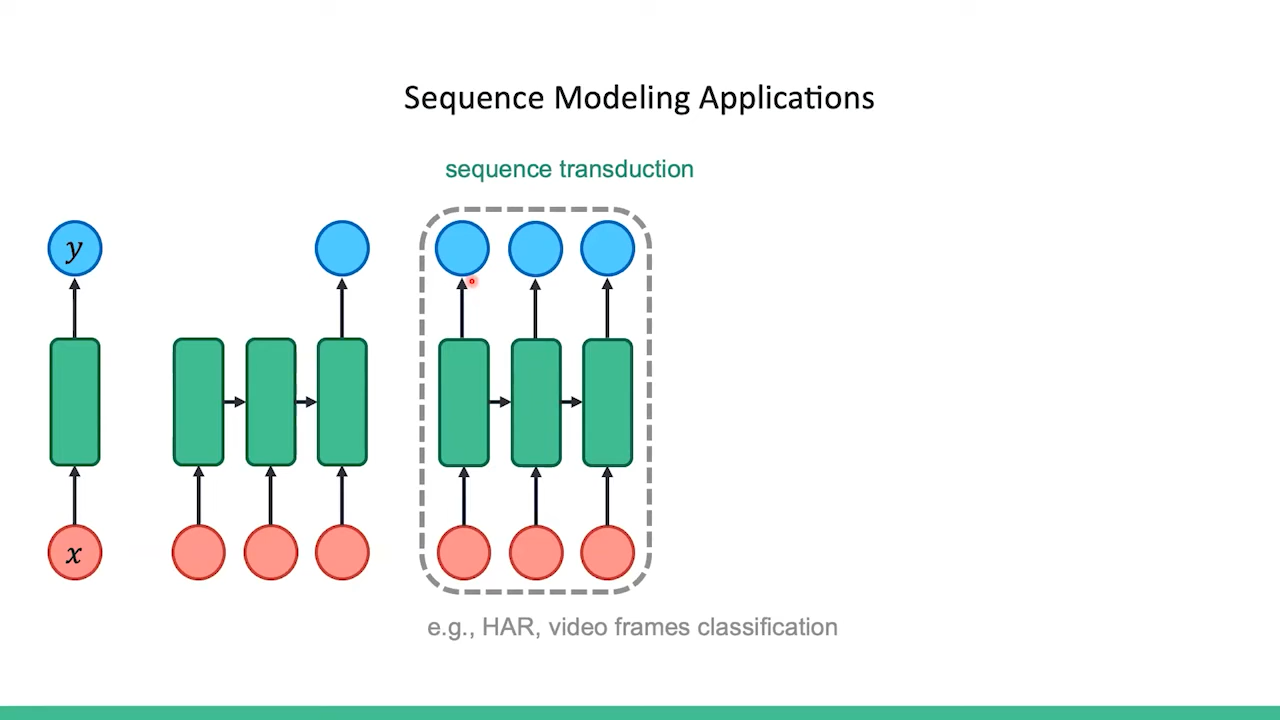 Sequence Modeling Applications
sequence transduction
y
x
e.g., HAR, video frames classification